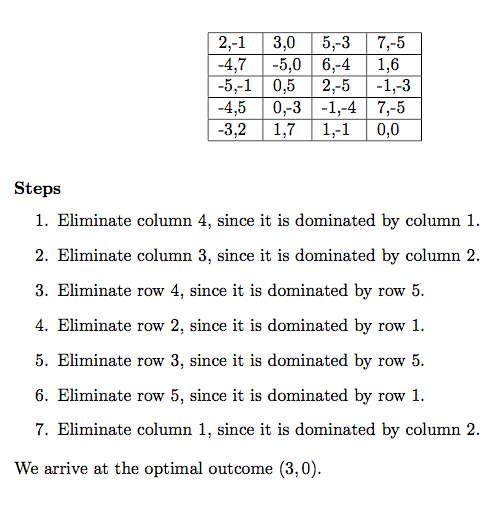 2,-1 3,0 5,-3 7,-5
-4,7 -5,0 6,-4 1,6
-5,-1 0,5 2,-5 -1,-3
-4,5 0,-3 -1,-4 7,-5
-3,2 1,7 1,-1 0,0
Steps
1. Eliminate column 4, since it is dominated by column 1.
2. Eliminate column 3, since it is dominated by column 2.
3. Eliminate row 4, since it is dominated by row 5.
4. Eliminate row 2, since it is dominated by row 1.
5. Eliminate row 3, since it is dominated by row 5.
6. Eliminate row 5, since it is dominated by row 1.
7. Eliminate column 1, since it is dominated by column 2.
We arrive at the optimal outcome (3,0).